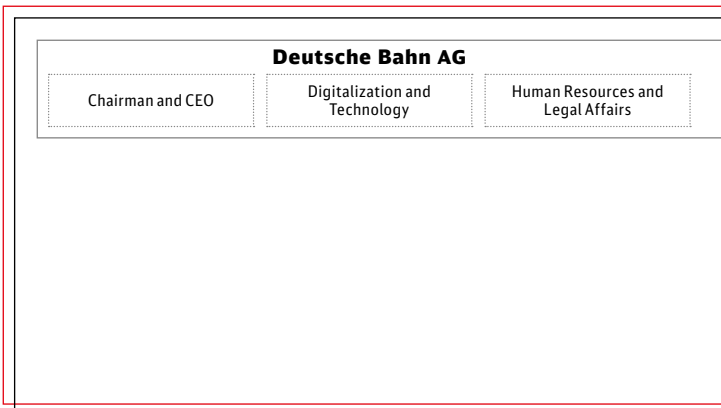 Deutsche Bahn AG
Chairman and CEO
Digitalization and
Technology
Human Resources and
Legal Affairs